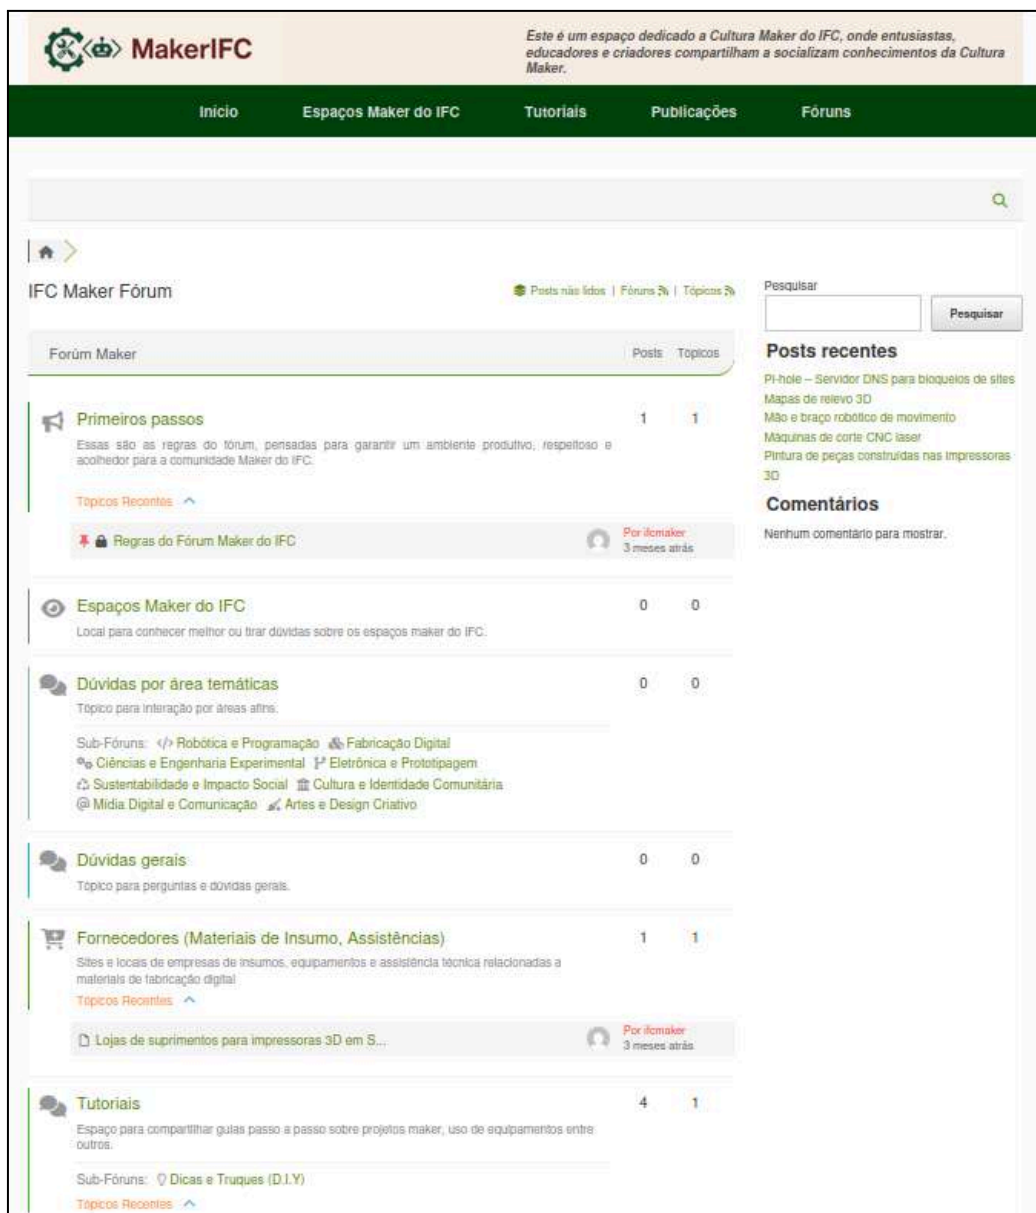 MakerIFC
Este é um espaço dedicado a Cultura Maker do IFC, onde entusiastas,
educadores e criadores compartilham a socializam conhecimentos da Cultura
Maker.
Início Espaços Maker do IFC Tutoriais Publicações Fóruns
IFC Maker Fórum
Posts não lidos | Fóruns | Tópicos
Forúm Maker Posts Tópicos
Primeiros passos 1 1
Essas são as regras do fórum, pensadas para garantir um ambiente produtivo, respeitoso e
acolhedor para a comunidade Maker do IFC.
Tópicos Recentes
Regras do Fórum Maker do IFC
Por ifcmaker
3 meses atrás
Espaços Maker do IFC 0 0
Local para conhecer melhor ou tirar dúvidas sobre os espaços maker do IFC.
Dúvidas por área temáticas 0 0
Tópico para interação por áreas afins.
Sub-Fóruns: </> Robótica e Programação Fabricação Digital
Ciências e Engenharia Experimental Eletrônica e Prototipagem
Sustentabilidade e Impacto Social Cultura e Identidade Comunitária
@ Mídia Digital e Comunicação Artes e Design Criativo
Dúvidas gerais 0 0
Tópico para perguntas e dúvidas gerais.
Fornecedores (Materiais de Insumo, Assistências) 1 1
Sites e locais de empresas de insumos, equipamentos e assistência técnica relacionadas a
materiais de fabricação digital
Tópicos Recentes
Lojas de suprimentos para impressoras 3D em S...
Por ifcmaker
3 meses atrás
Tutoriais 4 1
Espaço para compartilhar guias passo a passo sobre projetos maker, uso de equipamentos entre
outros.
Sub-Fóruns: Dicas e Truques (D.I.Y)
Tópicos Recentes
Pesquisar
Pesquisar
Posts recentes
Pi-hole – Servidor DNS para bloqueios de sites
Mapas de relevo 3D
Mão e braço robótico de movimento
Máquinas de corte CNC laser
Pintura de peças construídas nas impressoras
3D
Comentários
Nenhum comentário para mostrar.